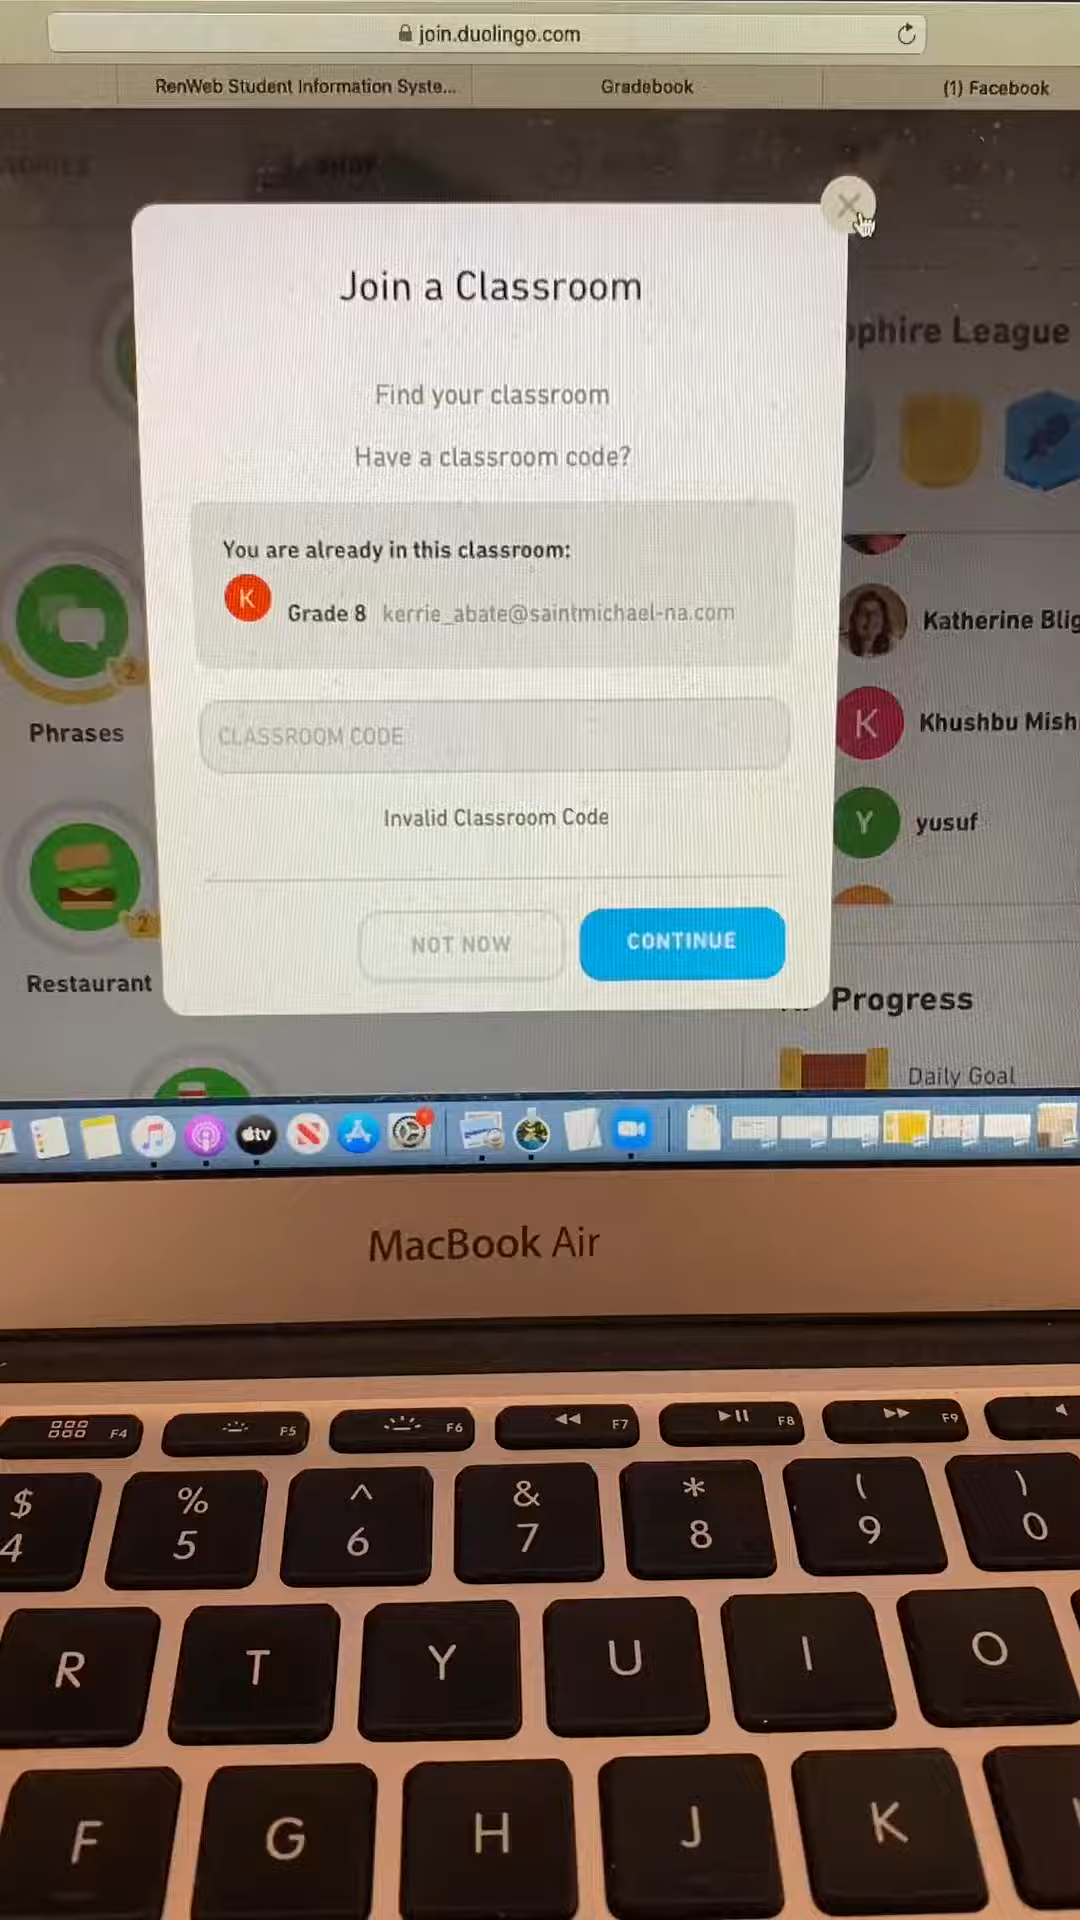 join.duolingo.com
RenWeb Student Information Syste...
Gradebook
(1) Facebook
SHOP
Join a Classroom
Find your classroom
Have a classroom code?
You are already in this classroom:
K
Grade 8 kerrie_abate@saintmichael-na.com
CLASSROOM CODE
Invalid Classroom Code
NOT NOW
CONTINUE
phire League
Katherine Blig
K
Khushbu Mish
Y
yusuf
Phrases
2
Restaurant
2
Progress
Daily Goal
tv
MacBook Air
F4
F5
F6
F7
F8
F9
$ % ^ & * ( )
4 5 6 7 8 9 0
R T Y U I O
F G H J K